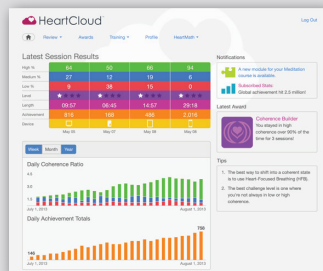 HeartCloud
Log Out
Review Awards Training Profile HeartMath
Latest Session Results
High % 64 50 66 94
Medium % 27 12 19 6
Low % 9 38 15 0
Level
Length 09:57 06:45 14:57 29:18
Achievement 616 166 486 2,016
Device
May 06 May 07 May 08 May 09
Week Month Year
Daily Coherence Ratio
July 1, 2013 August 1, 2013
Daily Achievement Totals
146
756
July 1, 2013 August 1, 2013
Notifications
A new module for your Meditation
course is available.
Subscribed Stats
Global achievement hit 2.5 million!
Latest Award
Coherence Builder
You stayed in high
coherence over 90% of the
time for 3 sessions!
Tips
1. The best way to shift into a coherent state
is to use Heart-Focused Breathing (HFB).
2. The best challenge level is one where
you're not always in low or high
coherence.